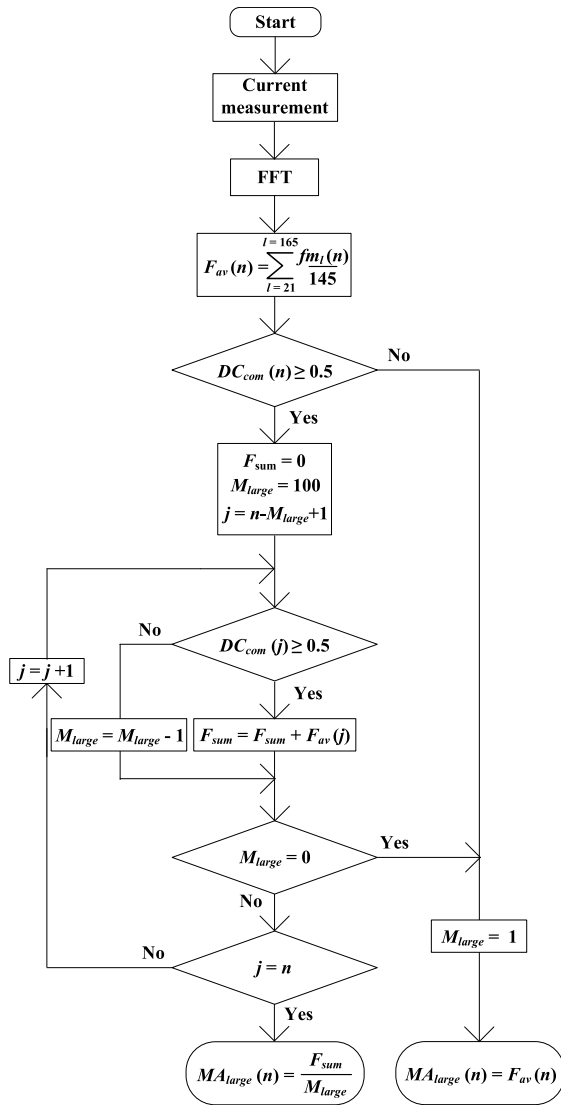 Start
Current
measurement
FFT
F_av (n) = ∑_{l = 21}^{l = 165} fm_l (n) / 145
DC_com (n) ≥ 0.5
No
Yes
F_sum = 0
M_large = 100
j = n-M_large+1
DC_com (j) ≥ 0.5
No
j = j +1
Yes
M_large = M_large - 1
F_sum = F_sum + F_av (j)
M_large = 0
Yes
No
M_large = 1
j = n
No
Yes
MA_large (n) = F_sum / M_large
MA_large (n) = F_av (n)